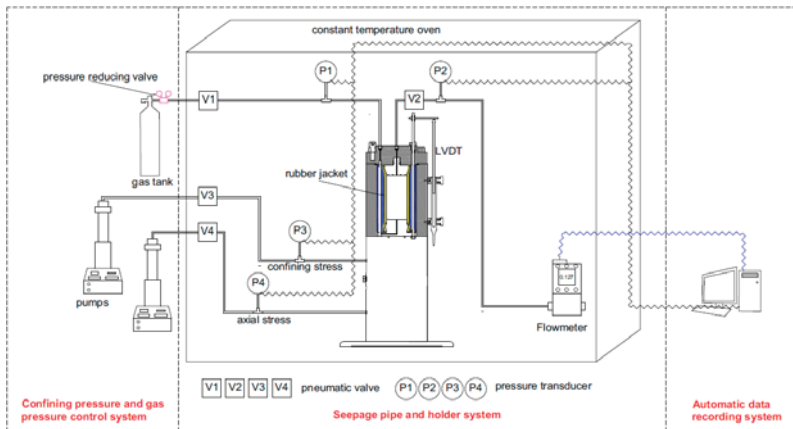 constant temperature oven
pressure reducing valve
P1
P2
V1
V2
LVDT
rubber jacket
gas tank
V3
V4
P3
confining stress
P4
pumps
axial stress
0.127
Flowmeter
V1 V2 V3 V4 pneumatic valve P1 P2 P3 P4 pressure transducer
Confining pressure and gas
pressure control system
Seepage pipe and holder system
Automatic data
recording system